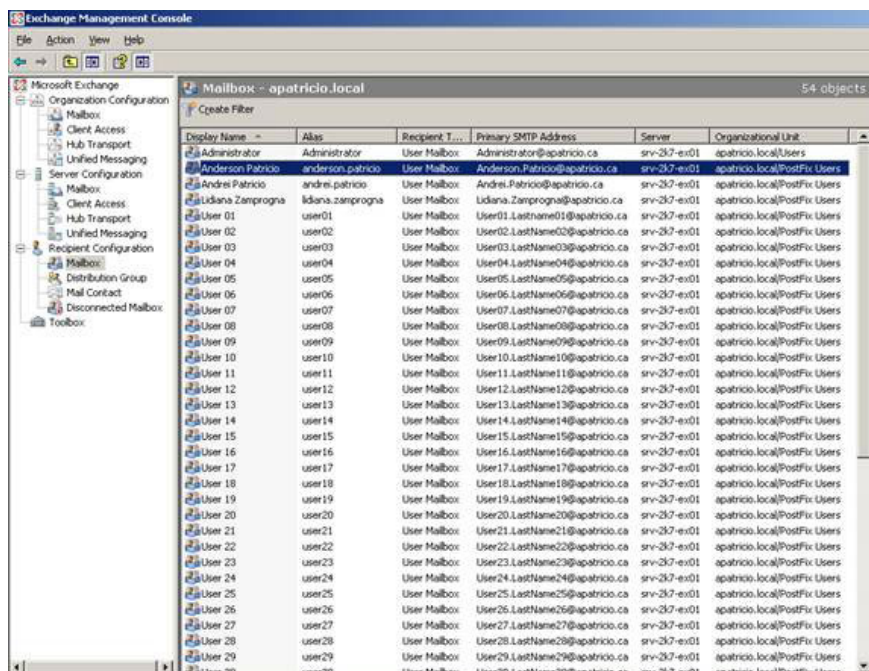 Exchange Management Console
File Action View Help
Microsoft Exchange
Organization Configuration
Mailbox
Client Access
Hub Transport
Unified Messaging
Server Configuration
Mailbox
Client Access
Hub Transport
Unified Messaging
Recipient Configuration
Mailbox
Distribution Group
Mail Contact
Disconnected Mailbox
Toolbox
Mailbox - apatricio.local 54 objects
Create Filter
Display Name Alias Recipient T... Primary SMTP Address Server Organizational Unit
Administrator Administrator User Mailbox Administrator@apatricio.ca srv-2k7-ex01 apatricio.local/Users
Anderson Patricio anderson.patricio User Mailbox Anderson.Patricio@apatricio.ca srv-2k7-ex01 apatricio.local/PostFix Users
Andrei Patricio andrei.patricio User Mailbox Andrei.Patricio@apatricio.ca srv-2k7-ex01 apatricio.local/PostFix Users
Lidiana Zamprogna lidiana.zamprogna User Mailbox Lidiana.Zamprogna@apatricio.ca srv-2k7-ex01 apatricio.local/PostFix Users
User 01 user01 User Mailbox User01.Lastname01@apatricio.ca srv-2k7-ex01 apatricio.local/PostFix Users
User 02 user02 User Mailbox User02.LastName02@apatricio.ca srv-2k7-ex01 apatricio.local/PostFix Users
User 03 user03 User Mailbox User03.LastName03@apatricio.ca srv-2k7-ex01 apatricio.local/PostFix Users
User 04 user04 User Mailbox User04.LastName04@apatricio.ca srv-2k7-ex01 apatricio.local/PostFix Users
User 05 user05 User Mailbox User05.LastName05@apatricio.ca srv-2k7-ex01 apatricio.local/PostFix Users
User 06 user06 User Mailbox User06.LastName06@apatricio.ca srv-2k7-ex01 apatricio.local/PostFix Users
User 07 user07 User Mailbox User07.LastName07@apatricio.ca srv-2k7-ex01 apatricio.local/PostFix Users
User 08 user08 User Mailbox User08.LastName08@apatricio.ca srv-2k7-ex01 apatricio.local/PostFix Users
User 09 user09 User Mailbox User09.LastName09@apatricio.ca srv-2k7-ex01 apatricio.local/PostFix Users
User 10 user10 User Mailbox User10.LastName10@apatricio.ca srv-2k7-ex01 apatricio.local/PostFix Users
User 11 user11 User Mailbox User11.LastName11@apatricio.ca srv-2k7-ex01 apatricio.local/PostFix Users
User 12 user12 User Mailbox User12.LastName12@apatricio.ca srv-2k7-ex01 apatricio.local/PostFix Users
User 13 user13 User Mailbox User13.LastName13@apatricio.ca srv-2k7-ex01 apatricio.local/PostFix Users
User 14 user14 User Mailbox User14.LastName14@apatricio.ca srv-2k7-ex01 apatricio.local/PostFix Users
User 15 user15 User Mailbox User15.LastName15@apatricio.ca srv-2k7-ex01 apatricio.local/PostFix Users
User 16 user16 User Mailbox User16.LastName16@apatricio.ca srv-2k7-ex01 apatricio.local/PostFix Users
User 17 user17 User Mailbox User17.LastName17@apatricio.ca srv-2k7-ex01 apatricio.local/PostFix Users
User 18 user18 User Mailbox User18.LastName18@apatricio.ca srv-2k7-ex01 apatricio.local/PostFix Users
User 19 user19 User Mailbox User19.LastName19@apatricio.ca srv-2k7-ex01 apatricio.local/PostFix Users
User 20 user20 User Mailbox User20.LastName20@apatricio.ca srv-2k7-ex01 apatricio.local/PostFix Users
User 21 user21 User Mailbox User21.LastName21@apatricio.ca srv-2k7-ex01 apatricio.local/PostFix Users
User 22 user22 User Mailbox User22.LastName22@apatricio.ca srv-2k7-ex01 apatricio.local/PostFix Users
User 23 user23 User Mailbox User23.LastName23@apatricio.ca srv-2k7-ex01 apatricio.local/PostFix Users
User 24 user24 User Mailbox User24.LastName24@apatricio.ca srv-2k7-ex01 apatricio.local/PostFix Users
User 25 user25 User Mailbox User25.LastName25@apatricio.ca srv-2k7-ex01 apatricio.local/PostFix Users
User 26 user26 User Mailbox User26.LastName26@apatricio.ca srv-2k7-ex01 apatricio.local/PostFix Users
User 27 user27 User Mailbox User27.LastName27@apatricio.ca srv-2k7-ex01 apatricio.local/PostFix Users
User 28 user28 User Mailbox User28.LastName28@apatricio.ca srv-2k7-ex01 apatricio.local/PostFix Users
User 29 user29 User Mailbox User29.LastName29@apatricio.ca srv-2k7-ex01 apatricio.local/PostFix Users